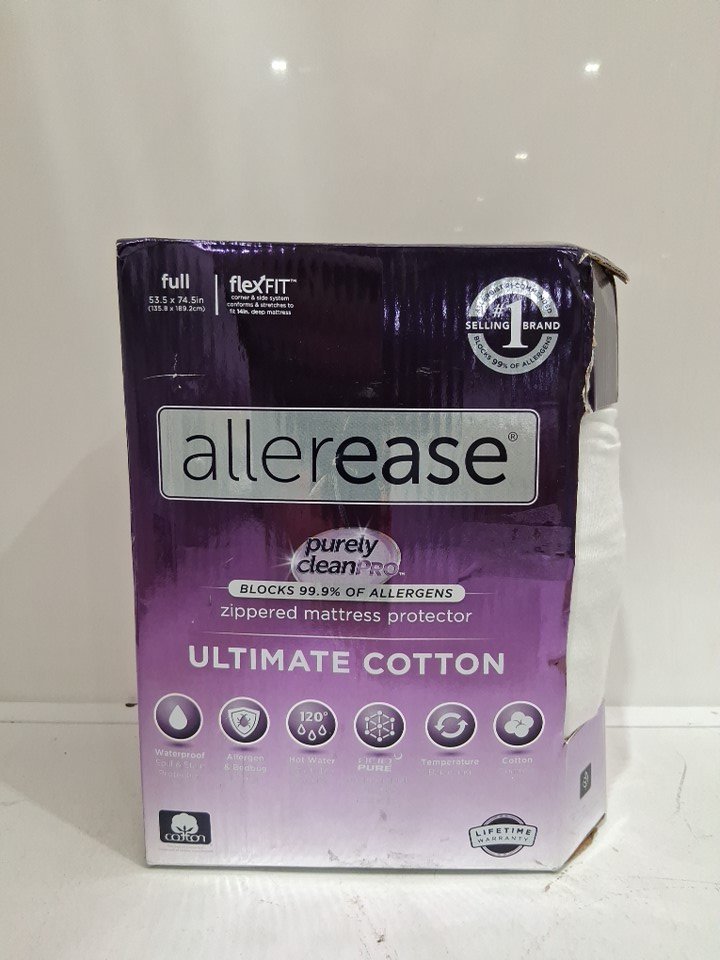 full
53.5 x 74.5in
(135.8 x 189.2cm)
flexFIT™
corner & side system
conforms & stretches to
fit 14in. deep mattress
#1
SELLING BRAND
BLOCKS 99% OF ALLERGENS
allerease®
purely
cleanPRO™
BLOCKS 99.9% OF ALLERGENS
zippered mattress protector
ULTIMATE COTTON
120°
Waterproof
Allergen
& Bedbug
Hot Water
PURE
Temperature
Cotton
cotton
LIFETIME
WARRANTY